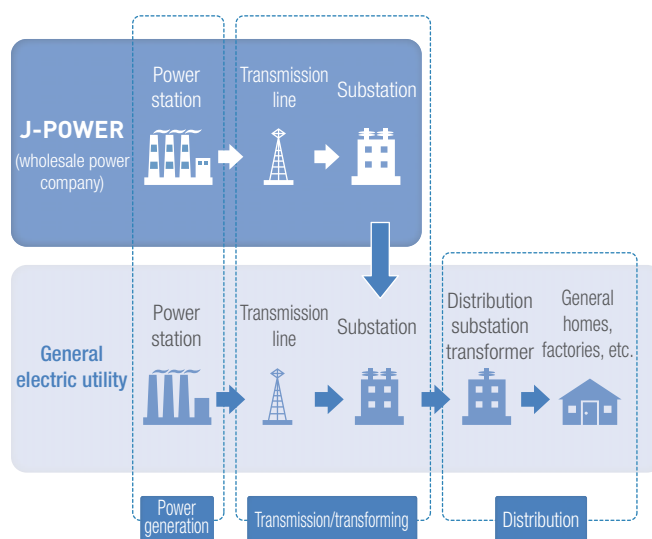 J-POWER
(wholesale power
company)
Power
station
Transmission
line
Substation
General
electric utility
Power
station
Transmission
line
Substation
Distribution
substation
transformer
General
homes,
factories, etc.
Power
generation
Transmission/transforming
Distribution